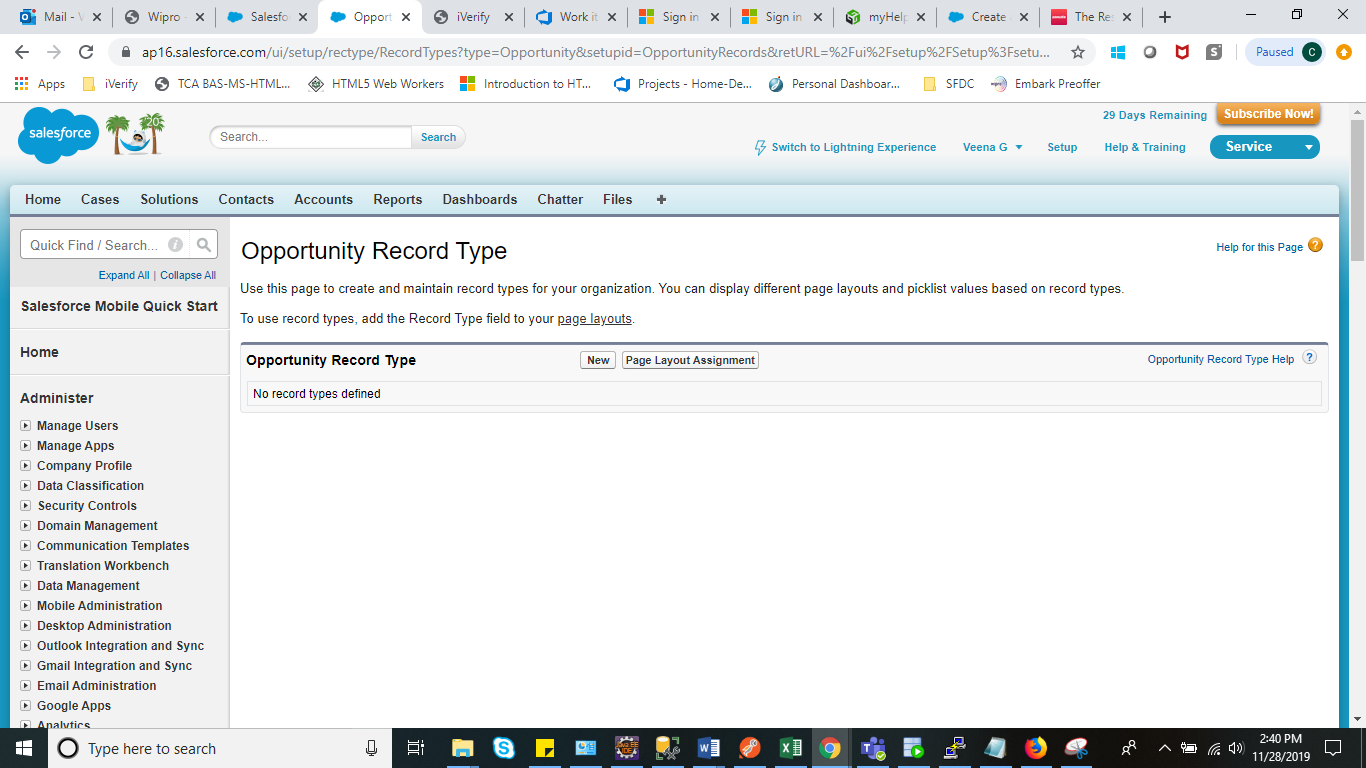 Mail - V
Wipro -
Salesfo
Opport
iVerify
Work it
Sign in
Sign in
myHelp
Create
The Res
ap16.salesforce.com/ui/setup/rectype/RecordTypes?type=Opportunity&setupid=OpportunityRecords&retURL=%2Fui%2Fsetup%2FSetup%3Fsetu...
S
Paused
C
Apps
iVerify
TCA BAS-MS-HTML...
HTML5 Web Workers
Introduction to HT...
Projects - Home-De...
Personal Dashboar...
SFDC
Embark Preoffer
salesforce
20
Search...
Search
29 Days Remaining
Subscribe Now!
Switch to Lightning Experience
Veena G
Setup
Help & Training
Service
Home
Cases
Solutions
Contacts
Accounts
Reports
Dashboards
Chatter
Files
+
Quick Find / Search...
i
Expand All | Collapse All
Salesforce Mobile Quick Start
Home
Administer
Manage Users
Manage Apps
Company Profile
Data Classification
Security Controls
Domain Management
Communication Templates
Translation Workbench
Data Management
Mobile Administration
Desktop Administration
Outlook Integration and Sync
Gmail Integration and Sync
Email Administration
Google Apps
Analytics
Opportunity Record Type
Help for this Page
?
Use this page to create and maintain record types for your organization. You can display different page layouts and picklist values based on record types.
To use record types, add the Record Type field to your page layouts.
Opportunity Record Type
New
Page Layout Assignment
Opportunity Record Type Help
?
No record types defined
Type here to search
2:40 PM
11/28/2019